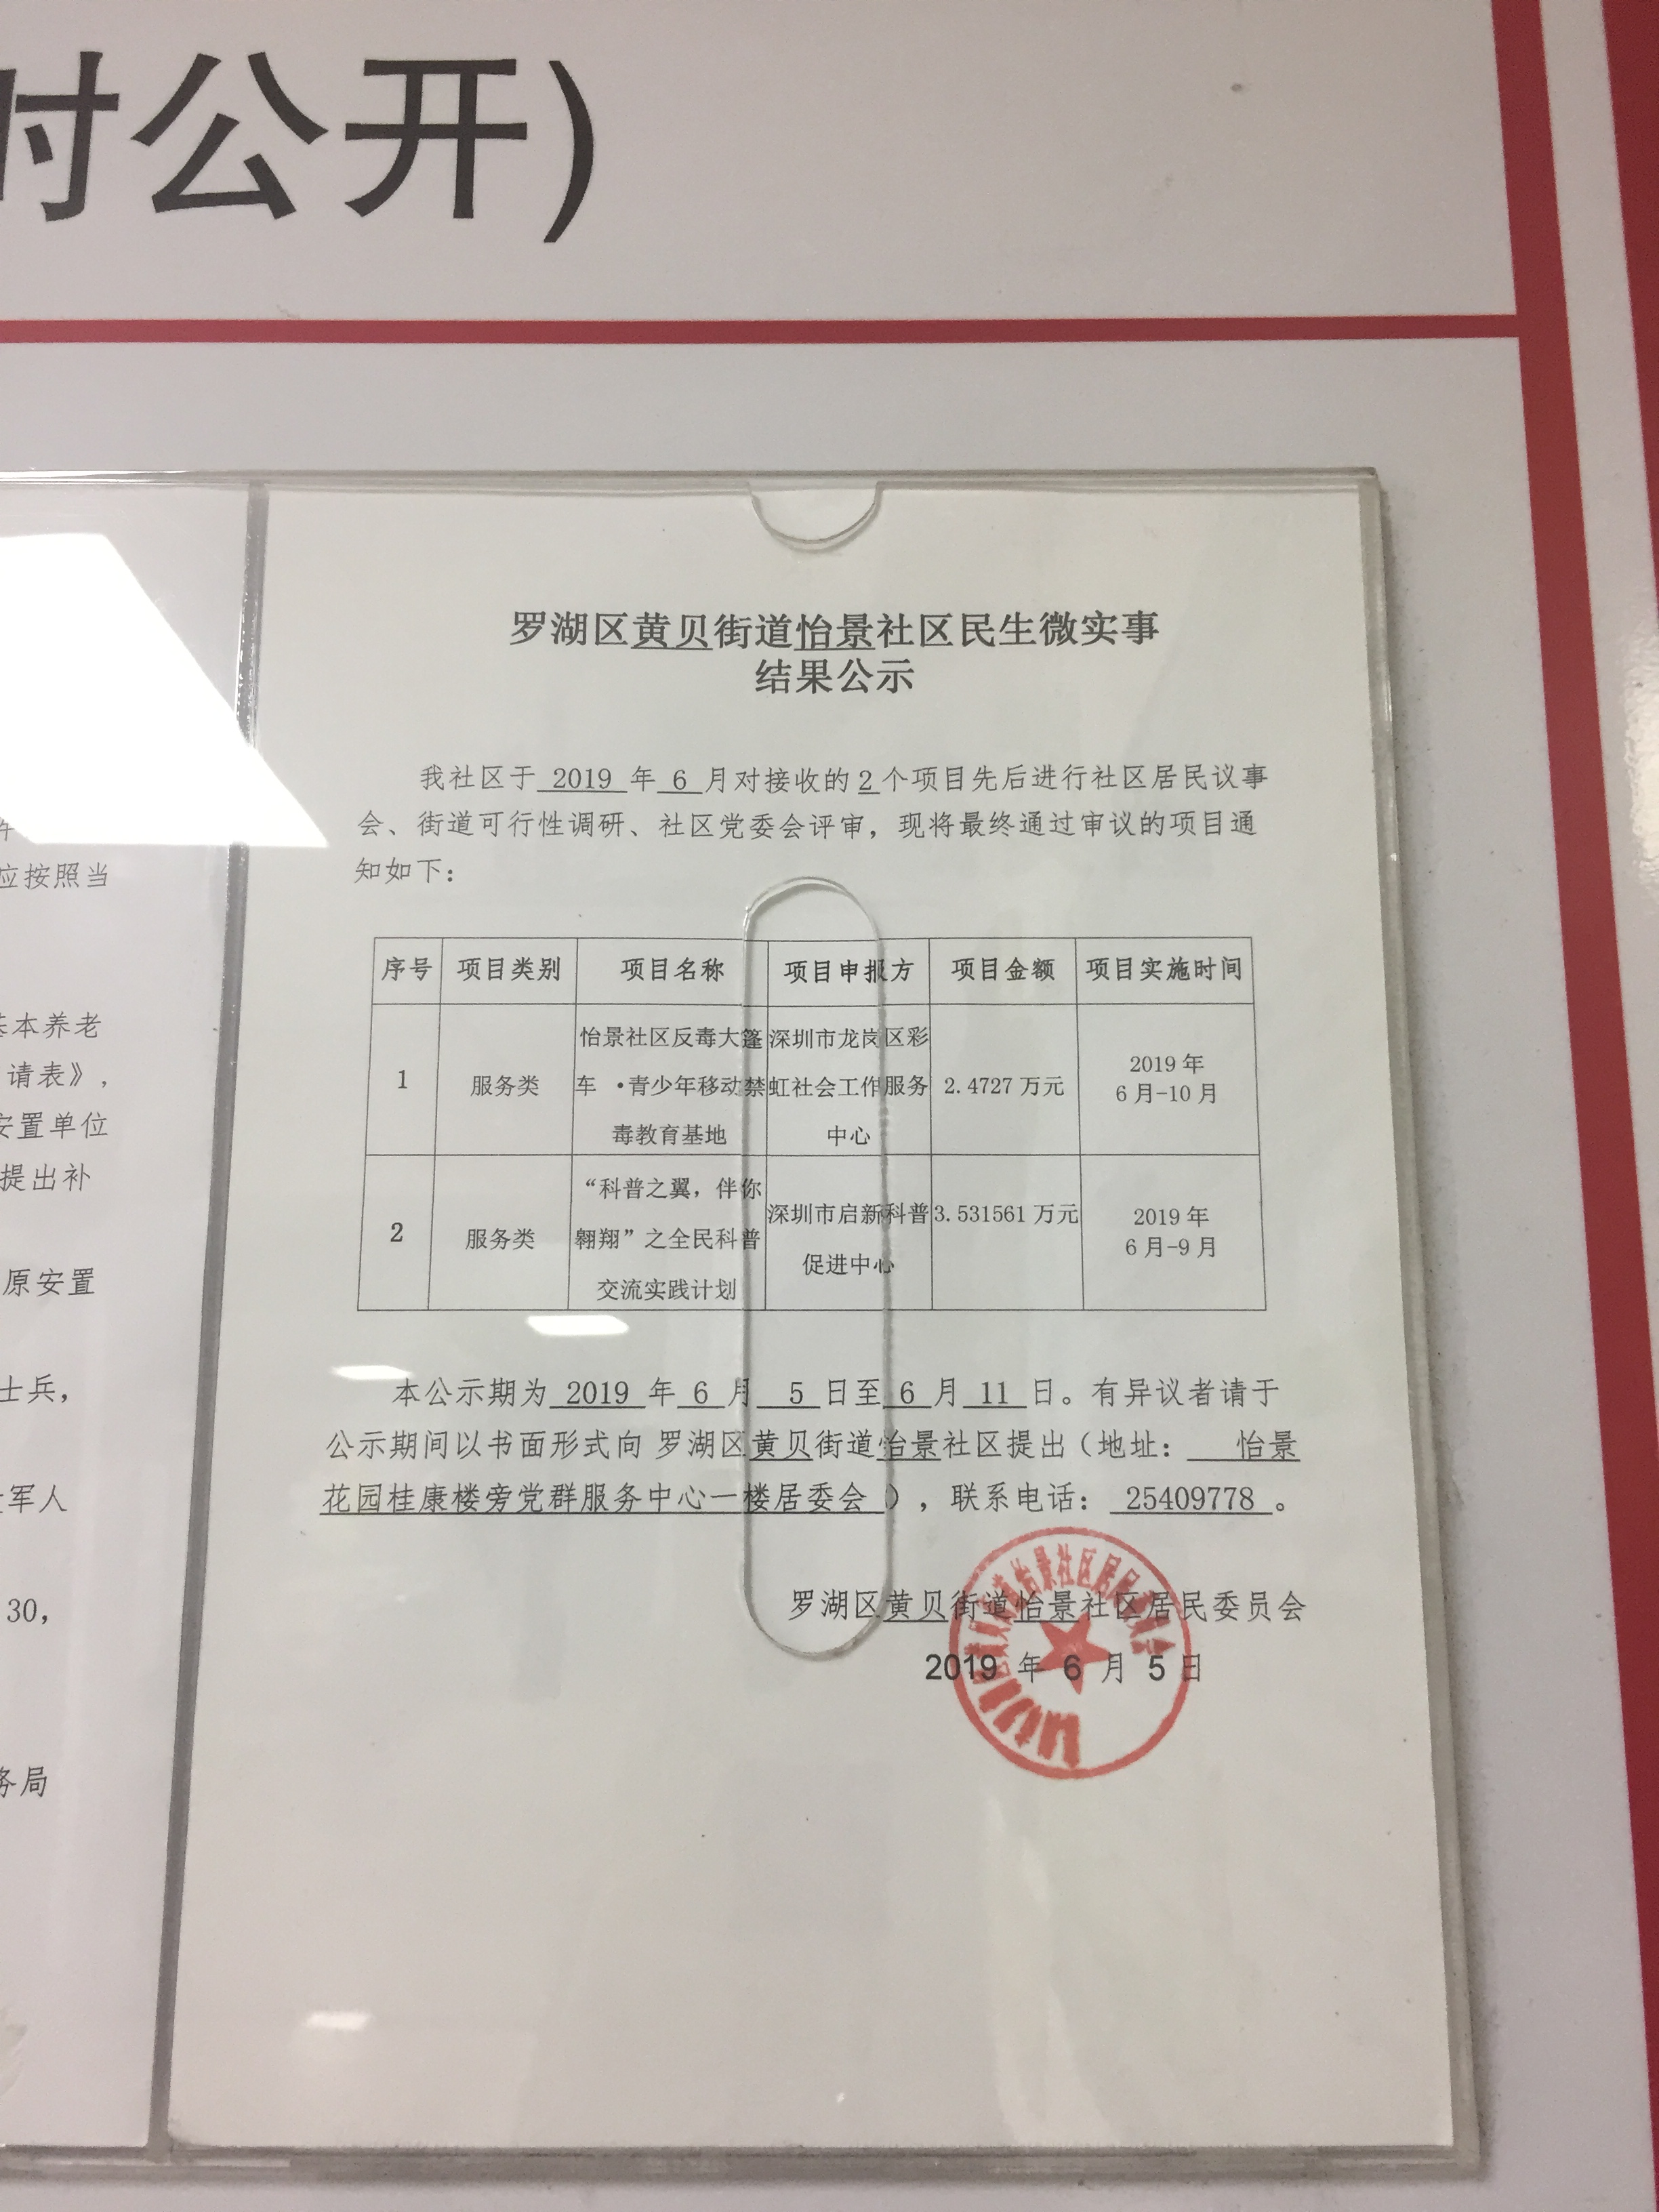 时公开)
应按照当
基本养老
请表》，
安置单位
提出补
原安置
士兵，
军人
30，
务局
罗湖区黄贝街道怡景社区民生微实事
结果公示
我社区于 2019 年 6 月对接收的 2 个项目先后进行社区居民议事
会、街道可行性调研、社区党委会评审，现将最终通过审议的项目通
知如下：
序号 项目类别 项目名称 项目申报方 项目金额 项目实施时间
1 服务类 怡景社区反毒大篷车 •青少年移动禁毒教育基地 深圳市龙岗区彩虹社会工作服务中心 2.4727 万元 2019 年 6 月-10 月
2 服务类 “科普之翼，伴你翱翔”之全民科普交流实践计划 深圳市启新科普促进中心 3.531561 万元 2019 年 6 月-9 月
本公示期为 2019 年 6 月 5 日至 6 月 11 日。有异议者请于
公示期间以书面形式向 罗湖区黄贝街道怡景社区提出（地址： 怡景
花园桂康楼旁党群服务中心一楼居委会 ），联系电话： 25409778 。
罗湖区黄贝街道怡景社区居民委员会
2019 年 6 月 5 日